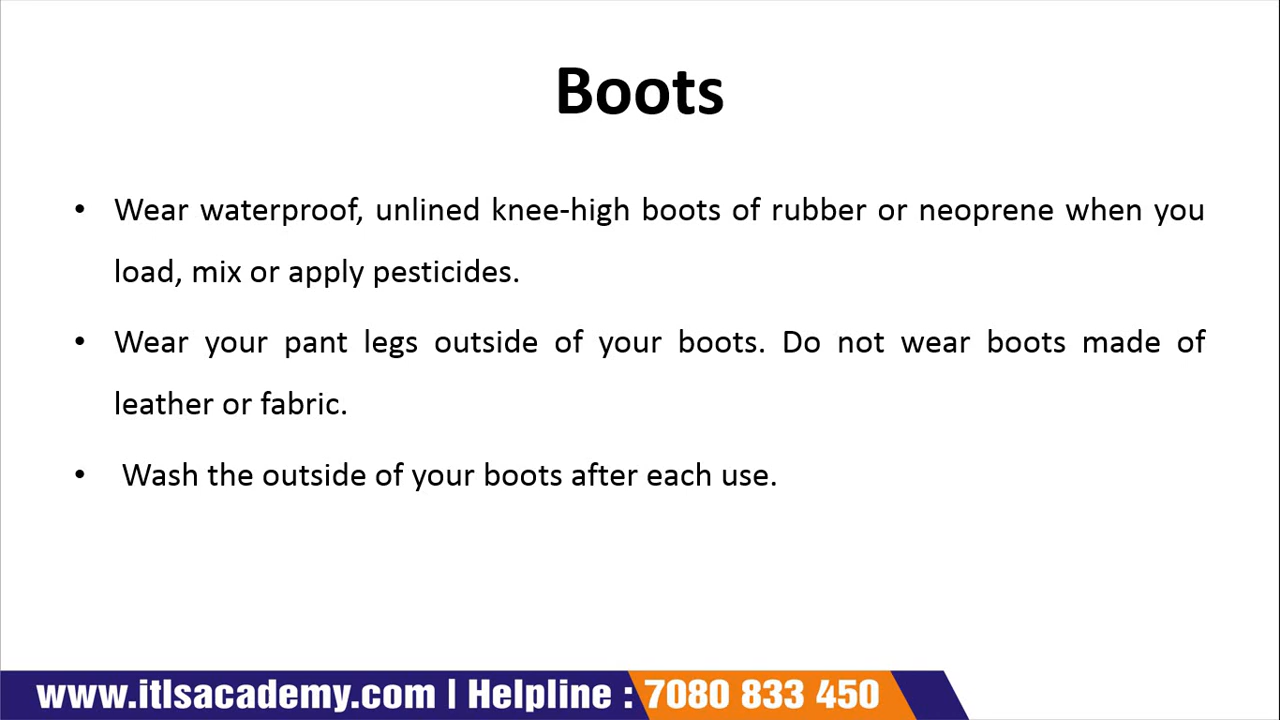 Boots
• Wear waterproof, unlined knee-high boots of rubber or neoprene when you
load, mix or apply pesticides.
• Wear your pant legs outside of your boots. Do not wear boots made of
leather or fabric.
• Wash the outside of your boots after each use.
www.itlsacademy.com | Helpline : 7080 833 450